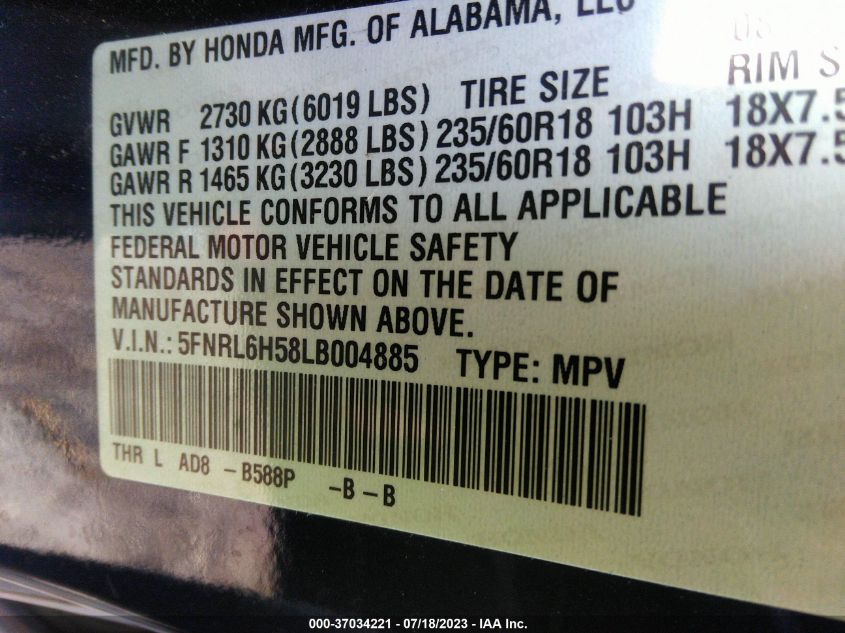 MFD. BY HONDA MFG. OF ALABAMA, LLC
RIM S
GVWR 2730 KG (6019 LBS) TIRE SIZE
GAWR F 1310 KG (2888 LBS) 235/60R18 103H 18X7.5
GAWR R 1465 KG (3230 LBS) 235/60R18 103H 18X7.5
THIS VEHICLE CONFORMS TO ALL APPLICABLE
FEDERAL MOTOR VEHICLE SAFETY
STANDARDS IN EFFECT ON THE DATE OF
MANUFACTURE SHOWN ABOVE.
V.I.N.: 5FNRL6H58LB004885 TYPE: MPV
THR L AD8 -B588P -B-B
000-37034221 - 07/18/2023 - IAA Inc.